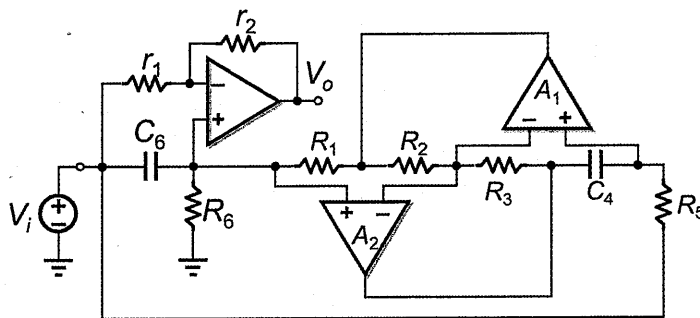 r₂
r₁
− +
Vₒ
A₁
− +
C₆
R₁
R₂
R₃
C₄
R₅
Vᵢ
+ −
R₆
+ −
A₂